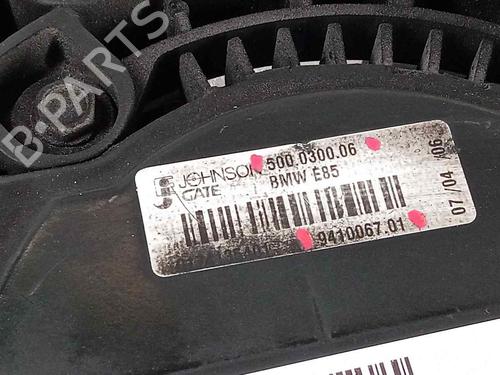 B-PARTS
JOHNSON 500.0300.06
GATE BMW E85
07/04 /06
9410067.01